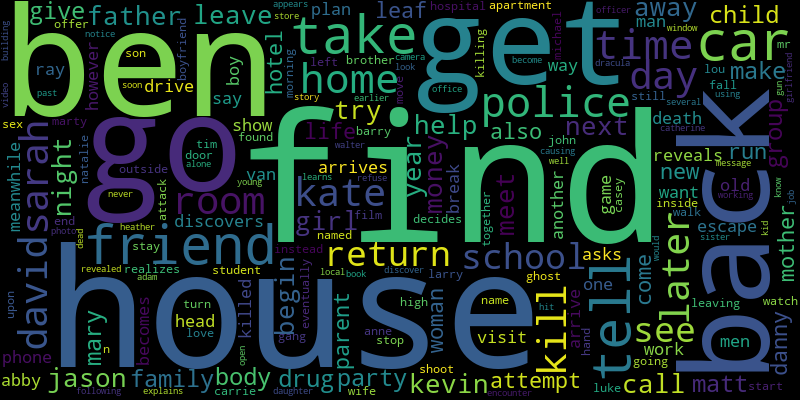 ben
get
find
house
go
back
take
home
car
time
day
police
friend
room
kate
return
school
tell
see
later
kill
david
sarah
night
father
leave
give
leaf
away
child
plan
man
hotel
try
help
also
next
year
money
life
girl
show
say
boy
drive
ray
however
van
discovers
arrives
meet
break
another
group
make
death
reveals
run
new
want
old
mother
escape
come
one
asks
work
danny
matt
call
attempt
kevin
party
drug
body
family
jason
abby
phone
mary
becomes
head
killed
begin
parent
woman
visit
arrive
men
meanwhile
realizes
student
stay
attack
outside
door
tim
found
barry
john
decides
named
film
instead
ghost
inside
walk
leaving
watch
start
going
luke
shoot
wife
stop
love
turn
high
name
larry
eventually
local
book
discover
learns
refuse
story
brother
left
morning
boyfriend
son
soon
notice
offer
sex
past
marty
natalie
never
end
photo
heather
dead
revealed
adam
n
upon
following
explains
carrie
open
daughter
gang
anne
hit
hand
encounter
together
causing
well
game
casey
killing
way
move
camera
look
earlier
michael
hospital
apartment
office
become
window
dracula
officer
lou
still
fall
several
using
mr
girlfriend
gun
catherine
message
know
job
working
kid
would
sister
young
alone
walter
appears
store
building
video